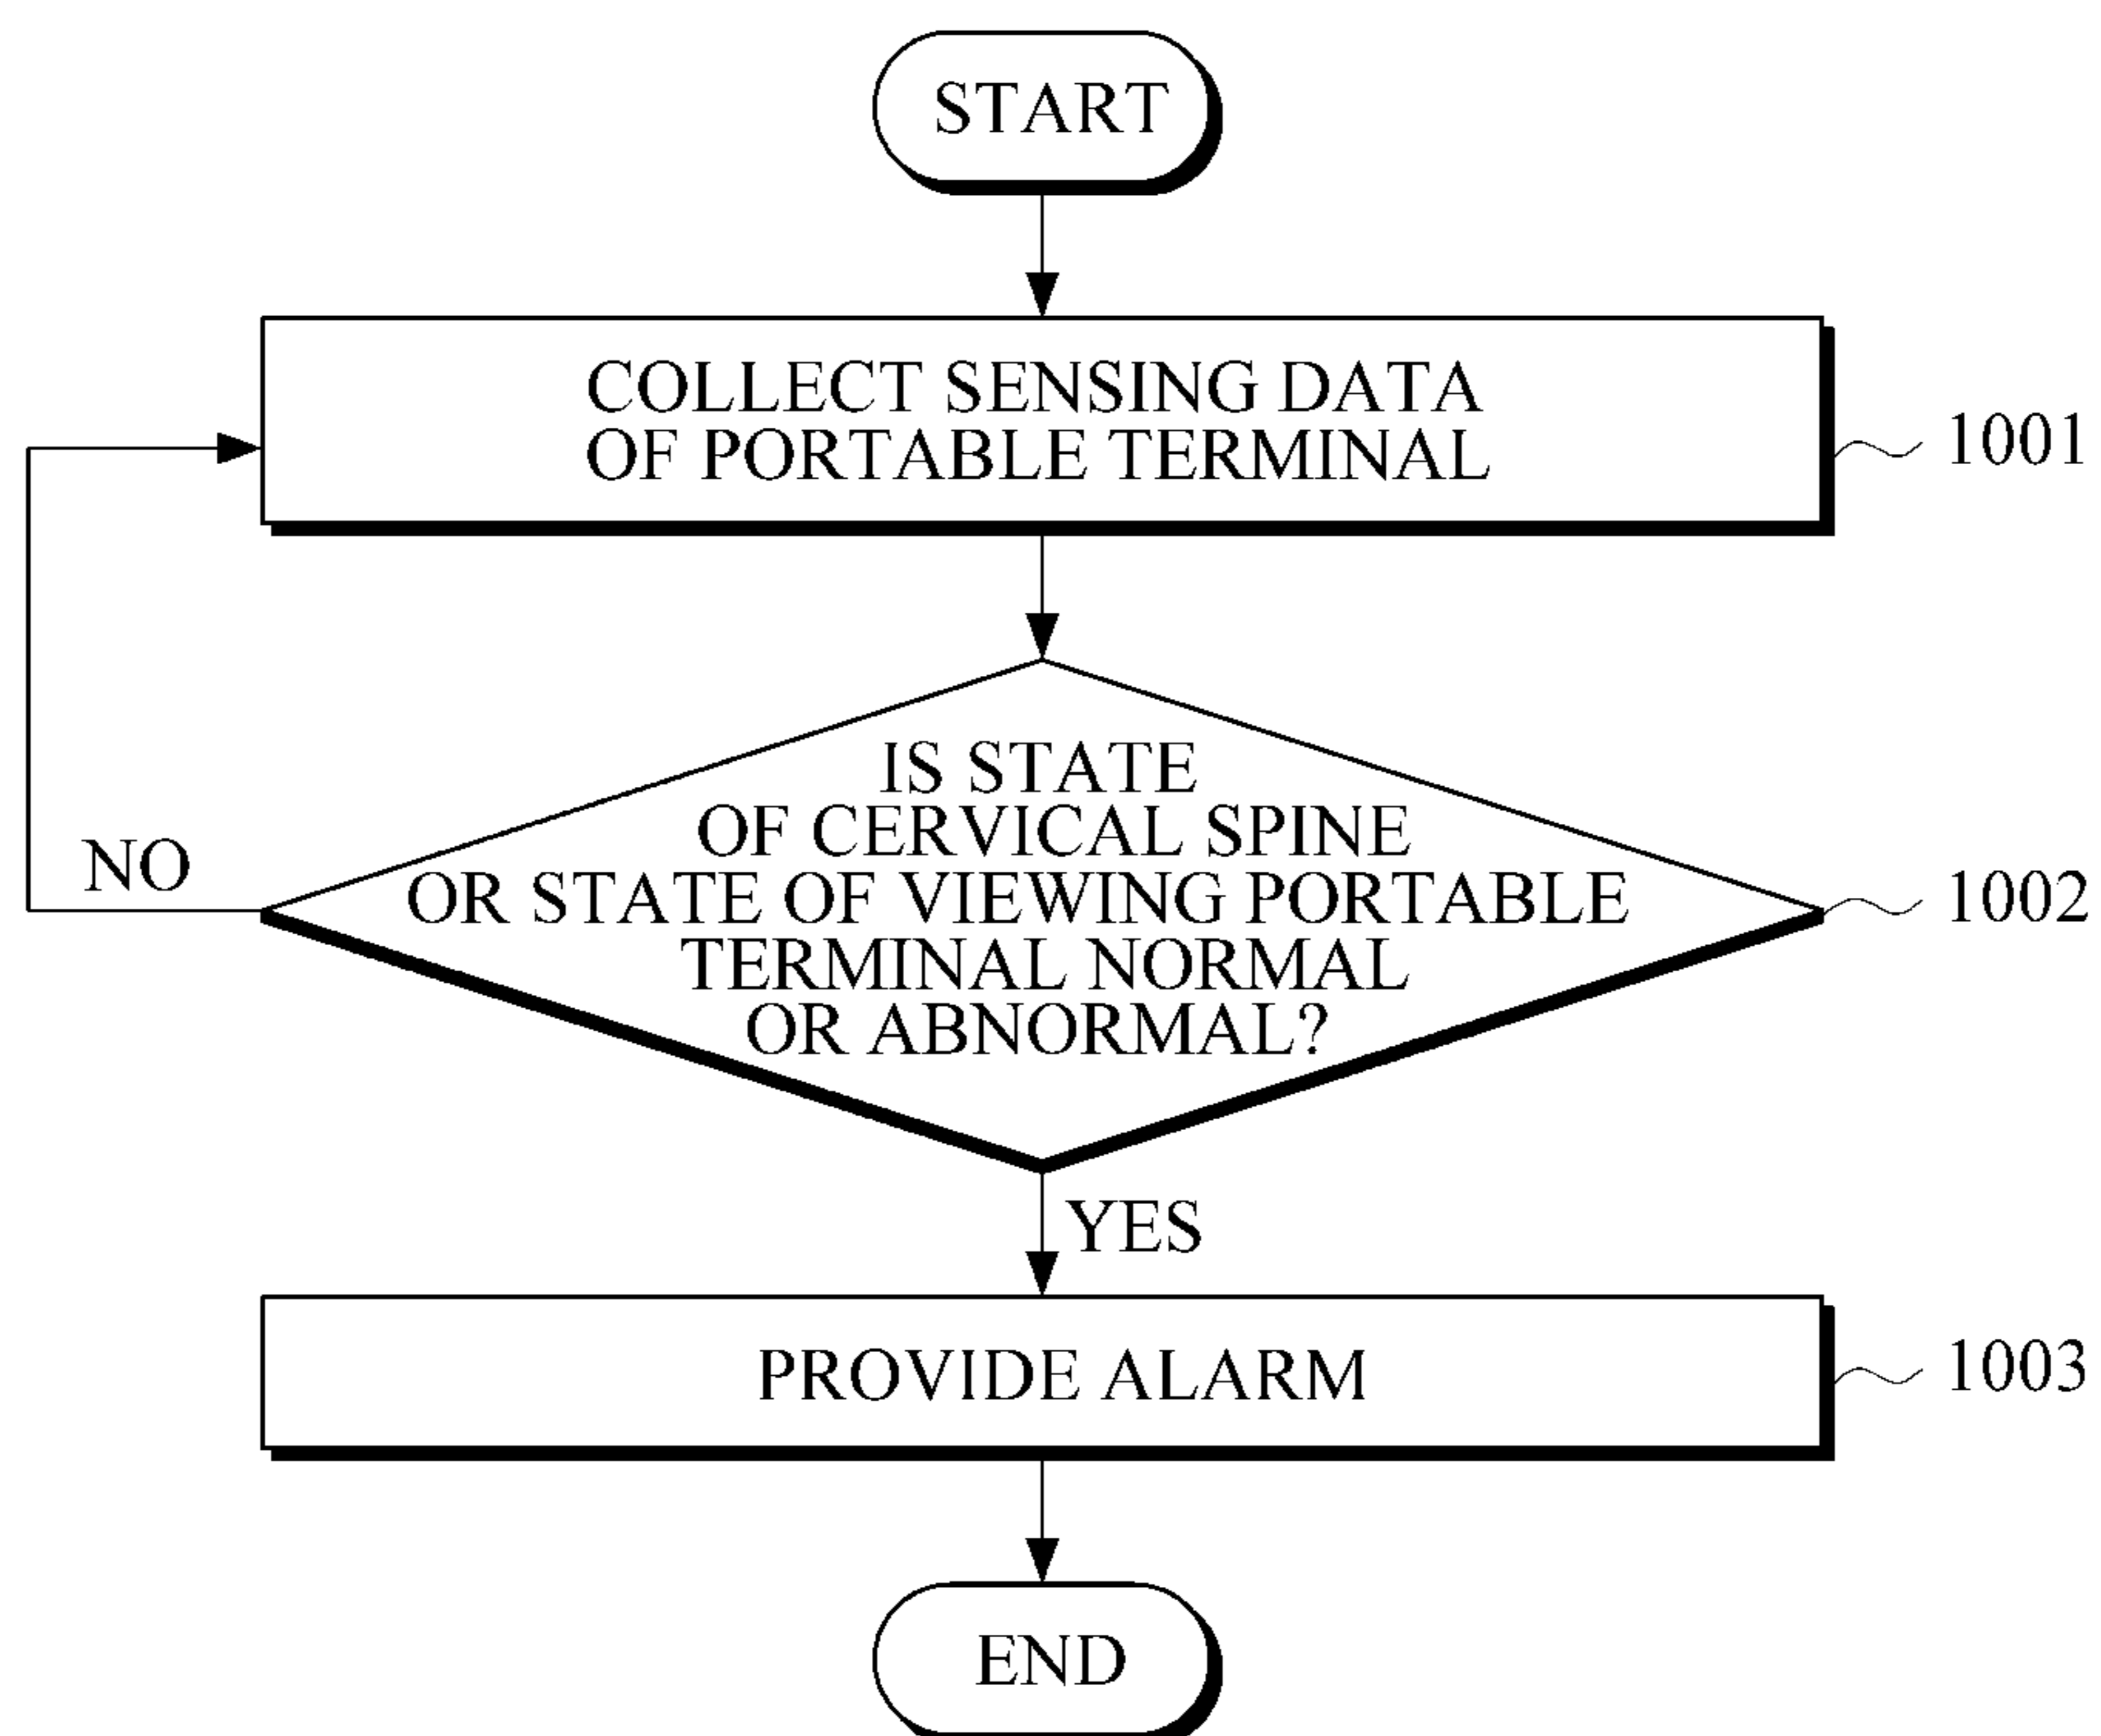 START
COLLECT SENSING DATA
OF PORTABLE TERMINAL
1001
IS STATE
OF CERVICAL SPINE
OR STATE OF VIEWING PORTABLE
TERMINAL NORMAL
OR ABNORMAL?
1002
NO
YES
PROVIDE ALARM
1003
END